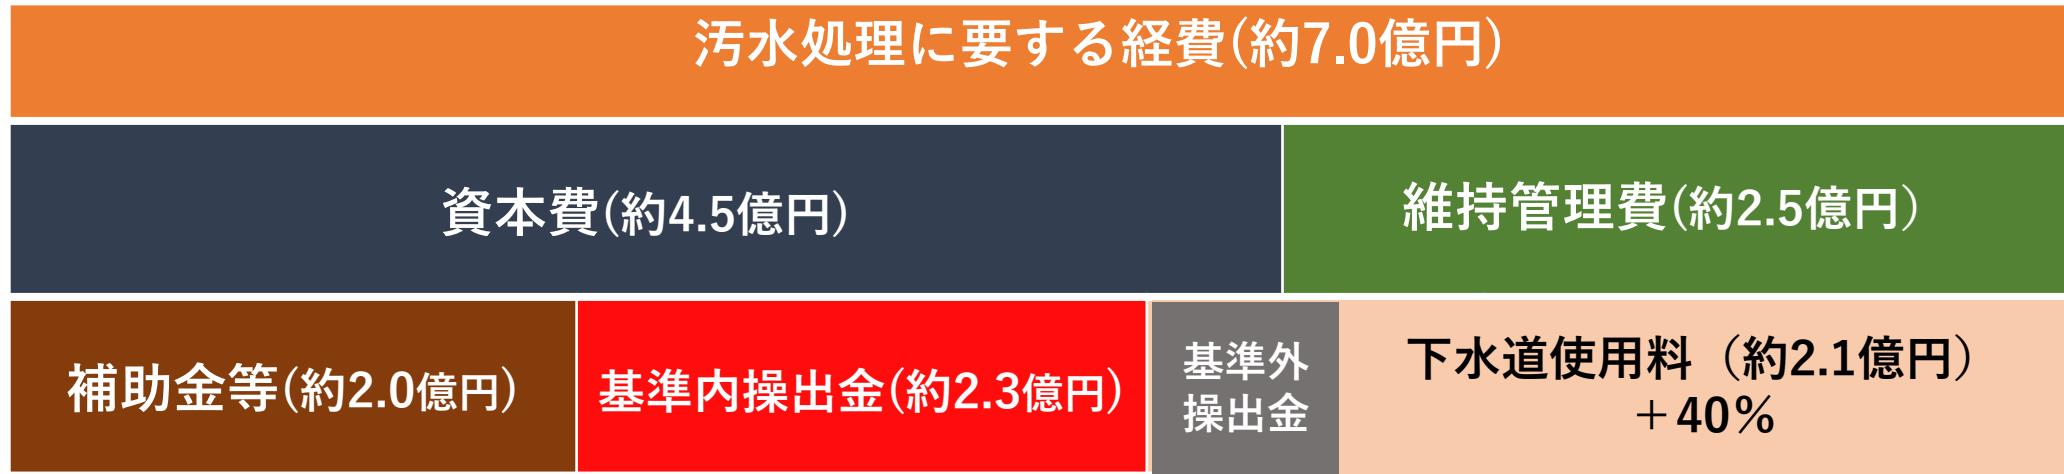 汚水処理に要する経費(約7.0億円)
資本費(約4.5億円)
維持管理費(約2.5億円)
補助金等(約2.0億円)
基準内操出金(約2.3億円)
基準外
操出金
下水道使用料（約2.1億円）
＋40％